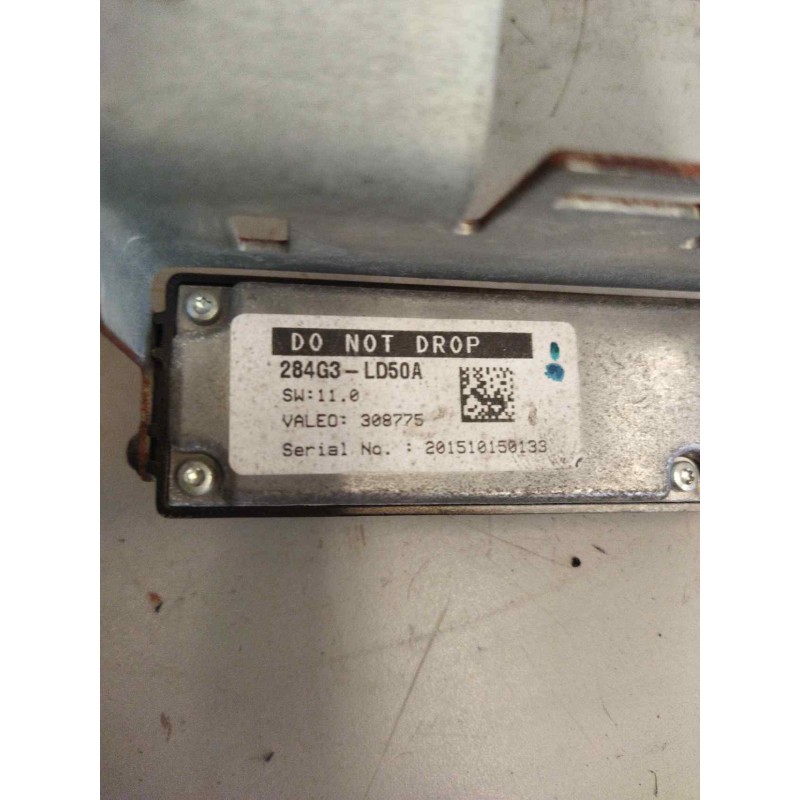 DO NOT DROP
284G3-LD50A
SW:11.0
VALEO: 308775
Serial No. : 201510150133